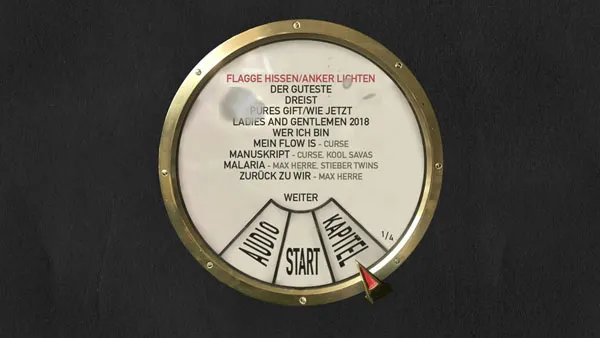 FLAGGE HISSEN/ANKER LICHTEN
DER GUTESTE
DREIST
PURES GIFT/WIE JETZT
LADIES AND GENTLEMEN 2018
WER ICH BIN
MEIN FLOW IS - CURSE
MANUSKRIPT - CURSE, KOOL SAVAS
MALARIA - MAX HERRE, STIEBER TWINS
ZURÜCK ZU WIR - MAX HERRE
WEITER
1/4
AUDIO
START
KAPITEL